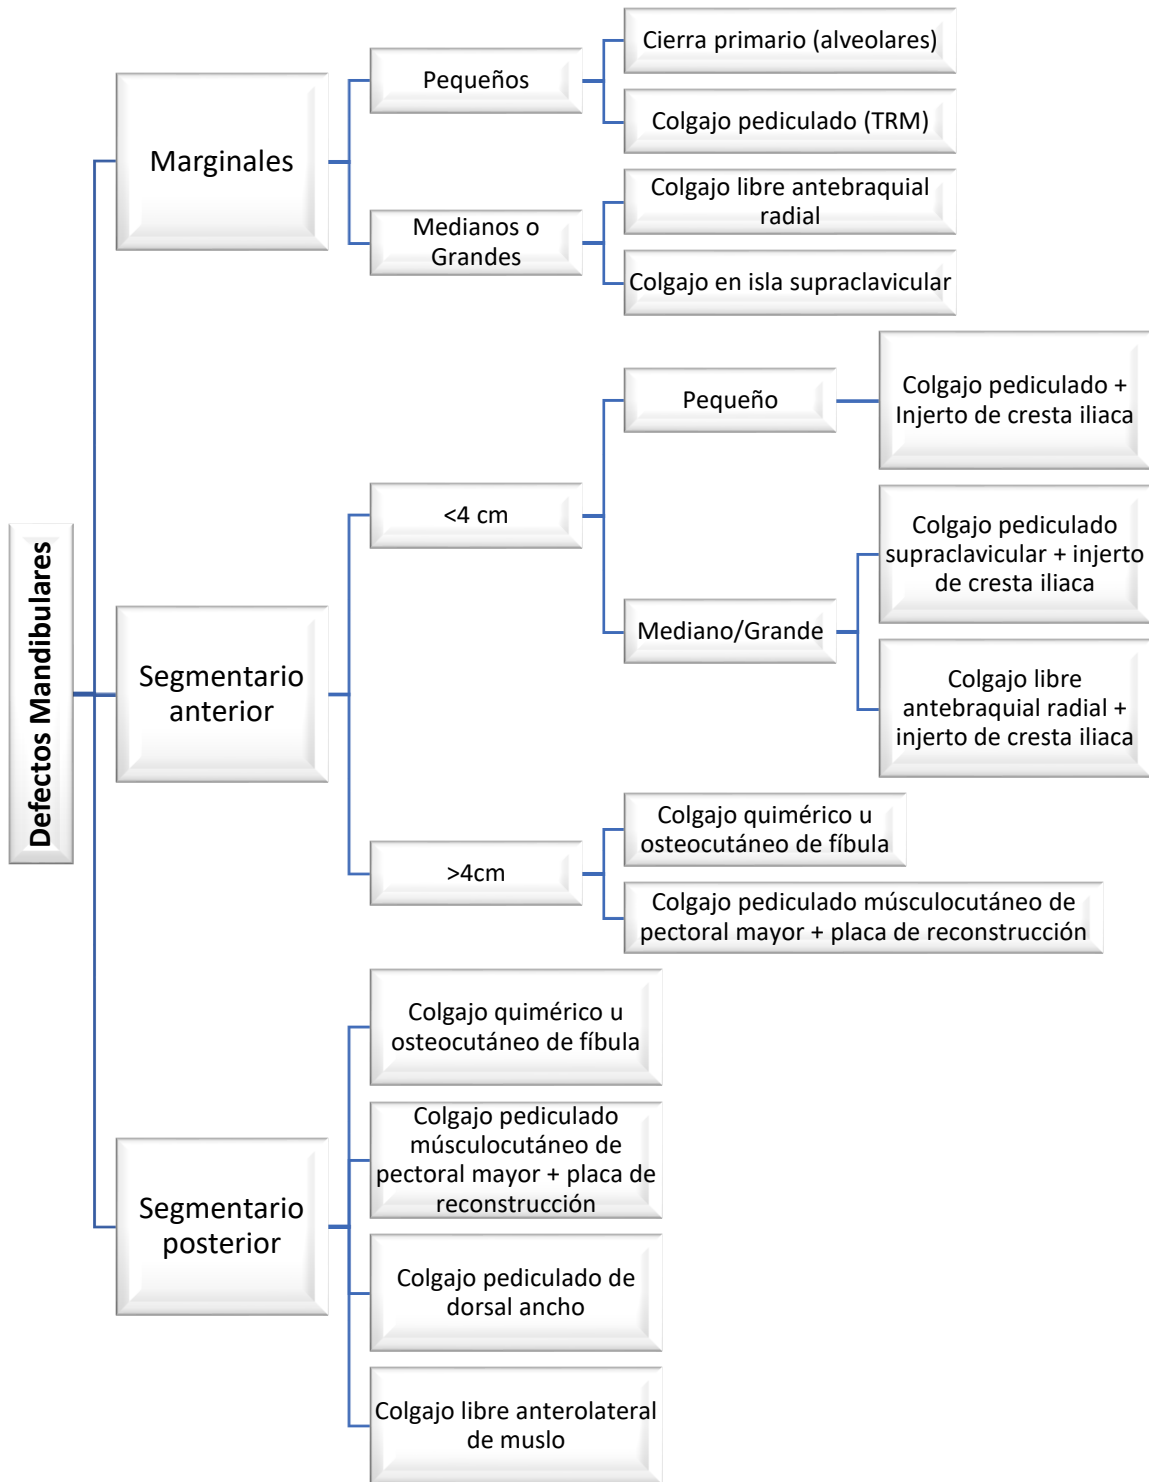 Defectos Mandibulares
Marginales
Pequeños
Cierra primario (alveolares)
Colgajo pediculado (TRM)
Medianos o
Grandes
Colgajo libre antebraquial
radial
Colgajo en isla supraclavicular
Segmentario
anterior
<4 cm
Pequeño
Colgajo pediculado +
Injerto de cresta iliaca
Mediano/Grande
Colgajo pediculado
supraclavicular + injerto
de cresta iliaca
Colgajo libre
antebraquial radial +
injerto de cresta iliaca
>4cm
Colgajo quimérico u
osteocutáneo de fíbula
Colgajo pediculado músculocutáneo de
pectoral mayor + placa de reconstrucción
Segmentario
posterior
Colgajo quimérico u
osteocutáneo de fíbula
Colgajo pediculado
músculocutáneo de
pectoral mayor + placa de
reconstrucción
Colgajo pediculado de
dorsal ancho
Colgajo libre anterolateral
de muslo